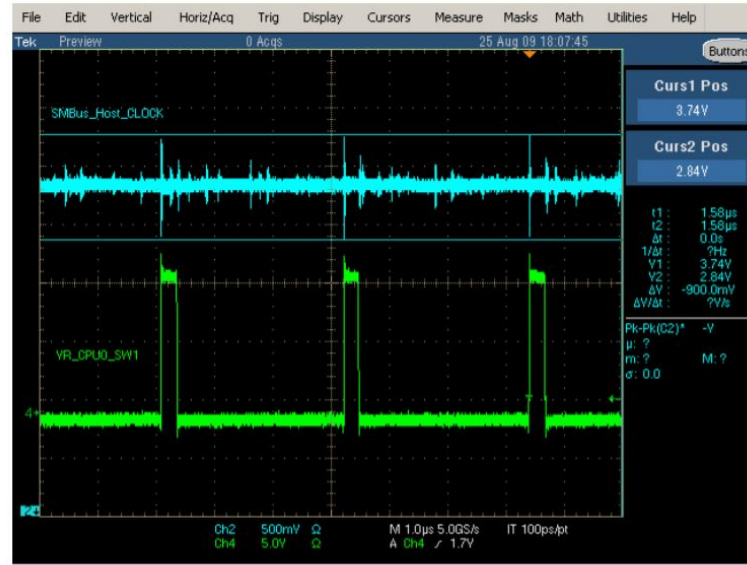 File Edit Vertical Horiz/Acq Trig Display Cursors Measure Masks Math Utilities Help
Tek Preview 0 Acqs 25 Aug 09 18:07:45 Buttons
Curs1 Pos
3.74V
Curs2 Pos
2.84V
SMBus_Host_CLOCK
t1 : 1.58µs
t2 : 1.58µs
Δt : 0.0s
1/Δt : ?Hz
V1 : 3.74V
V2 : 2.84V
ΔV : -900.0mV
ΔV/Δt : ?V/s
Pk-Pk(C2)* -V
µ: ?
m: ? M: ?
σ: 0.0
VR_CPU0_SW1
4
T
2
Ch2 500mV Ω M 1.0µs 5.0GS/s IT 100ps/pt
Ch4 5.0V Ω A Ch4 ∕ 1.7V